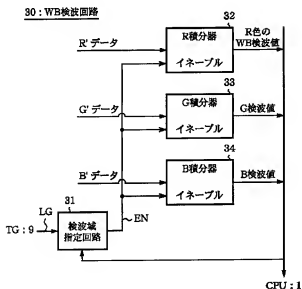 30：WB検波回路
32
R'データ
R積分器
イネーブル
R色の
WB検波値
33
G'データ
G積分器
イネーブル
G検波値
34
B'データ
B積分器
イネーブル
B検波値
31
LG
TG：9
検波域
指定回路
EN
CPU：1